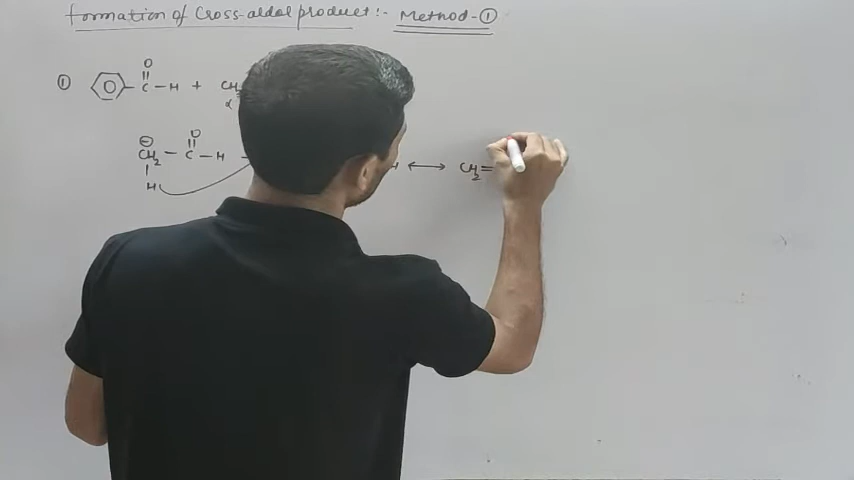 Formation of Cross-aldol product :- Method-①
① O
C - H + CH
α
⊖ O
CH2 - C - H
H
H ⟷ CH2 =